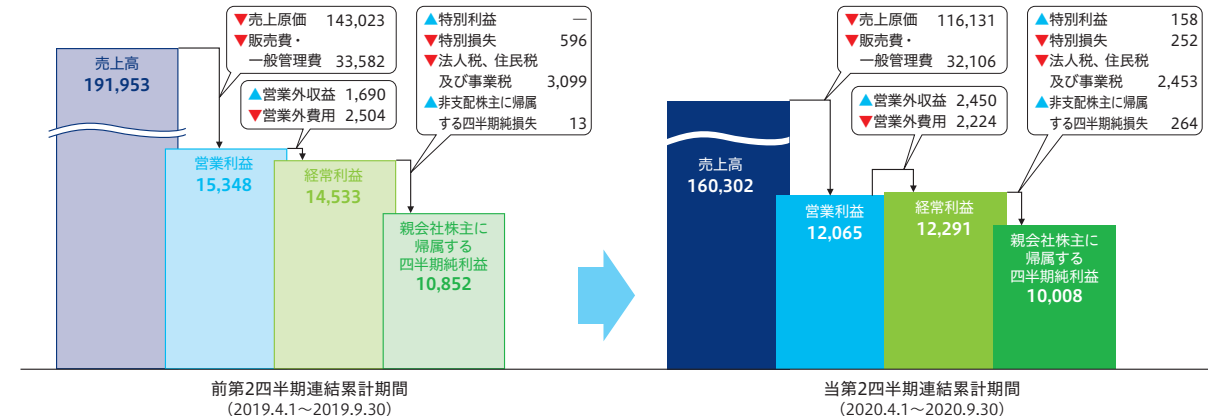 売上高
191,953
▼売上原価 143,023
▼販売費・
一般管理費 33,582
▲営業外収益 1,690
▼営業外費用 2,504
▲特別利益 —
▼特別損失 596
▼法人税、住民税
及び事業税 3,099
▲非支配株主に帰属
する四半期純損失 13
営業利益
15,348
経常利益
14,533
親会社株主に
帰属する
四半期純利益
10,852
前第2四半期連結累計期間
（2019.4.1～2019.9.30）
売上高
160,302
▼売上原価 116,131
▼販売費・
一般管理費 32,106
▲営業外収益 2,450
▼営業外費用 2,224
▲特別利益 158
▼特別損失 252
▼法人税、住民税
及び事業税 2,453
▲非支配株主に帰属
する四半期純損失 264
営業利益
12,065
経常利益
12,291
親会社株主に
帰属する
四半期純利益
10,008
当第2四半期連結累計期間
（2020.4.1～2020.9.30）